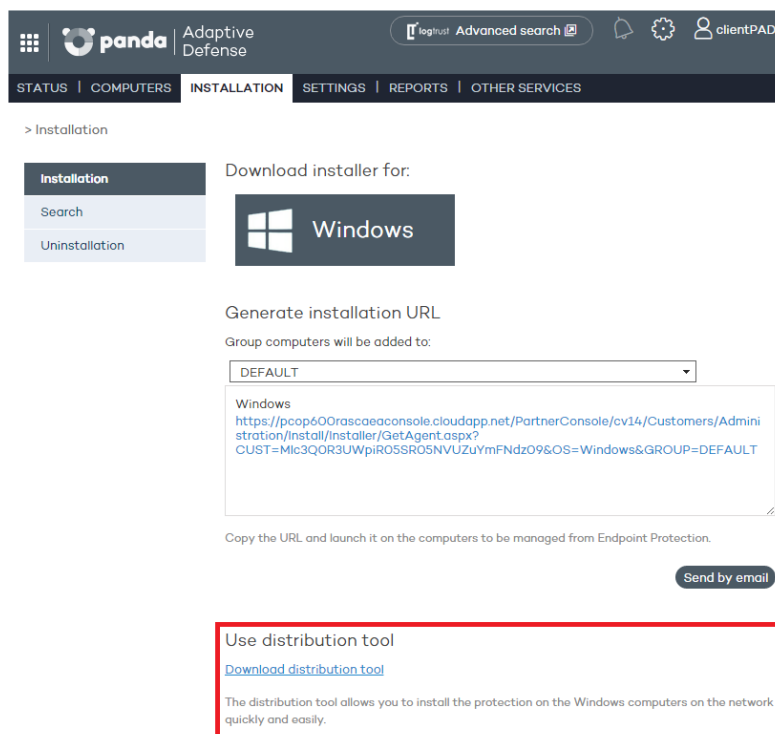 panda Adaptive Defense
logtrust Advanced search
clientPAD
STATUS | COMPUTERS INSTALLATION SETTINGS | REPORTS | OTHER SERVICES
> Installation
Installation
Search
Uninstallation
Download installer for:
Windows
Generate installation URL
Group computers will be added to:
DEFAULT
Windows
https://pcop600rascaeaconsole.cloudapp.net/PartnerConsole/cv14/Customers/Admini
stration/Install/Installer/GetAgent.aspx?
CUST=MIc3Q0R3UWpiR05SR05NVUZuYmFNdz09&OS=Windows&GROUP=DEFAULT
Copy the URL and launch it on the computers to be managed from Endpoint Protection.
Send by email
Use distribution tool
Download distribution tool
The distribution tool allows you to install the protection on the Windows computers on the network
quickly and easily.